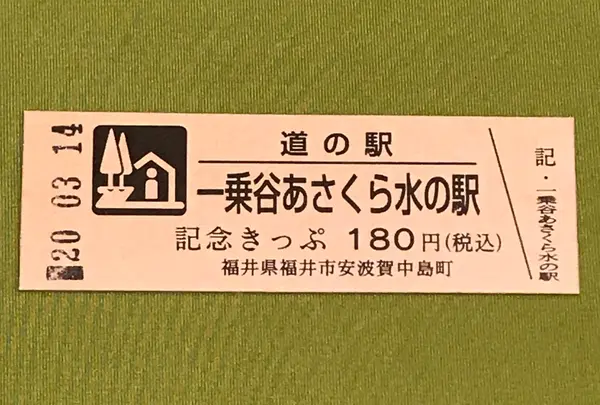 20 03 14
道の駅
一乗谷あさくら水の駅
記念きっぷ 180円(税込)
福井県福井市安波賀中島町
記・一乗谷あさくら水の駅